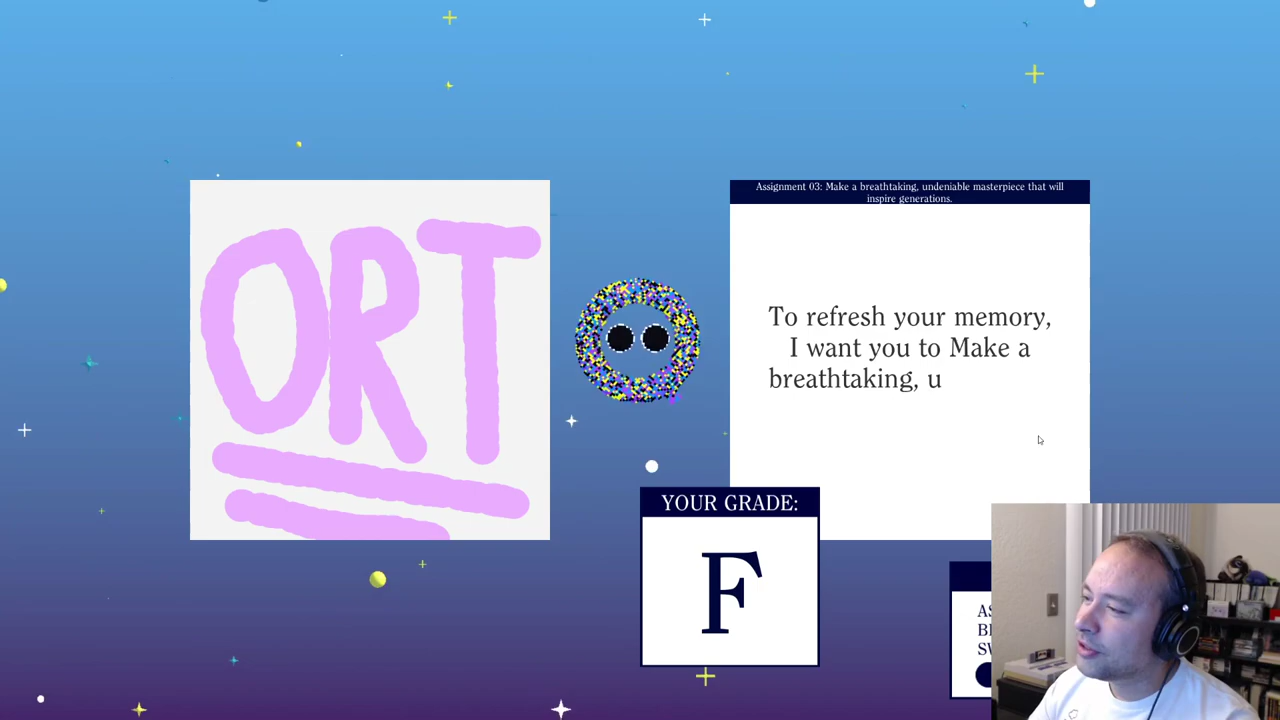 ORT
Assignment 03: Make a breathtaking, undeniable masterpiece that will
inspire generations.
To refresh your memory,
I want you to Make a
breathtaking, u
YOUR GRADE:
F